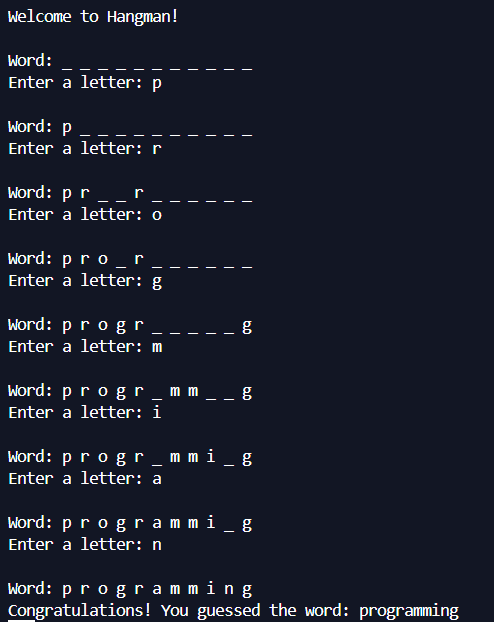 Welcome to Hangman!
Word: _ _ _ _ _ _ _ _ _ _ _
Enter a letter: p
Word: p _ _ _ _ _ _ _ _ _ _
Enter a letter: r
Word: p r _ _ r _ _ _ _ _ _
Enter a letter: o
Word: p r o _ r _ _ _ _ _ _
Enter a letter: g
Word: p r o g r _ _ _ _ _ g
Enter a letter: m
Word: p r o g r _ m m _ _ g
Enter a letter: i
Word: p r o g r _ m m i _ g
Enter a letter: a
Word: p r o g r a m m i _ g
Enter a letter: n
Word: p r o g r a m m i n g
Congratulations! You guessed the word: programming